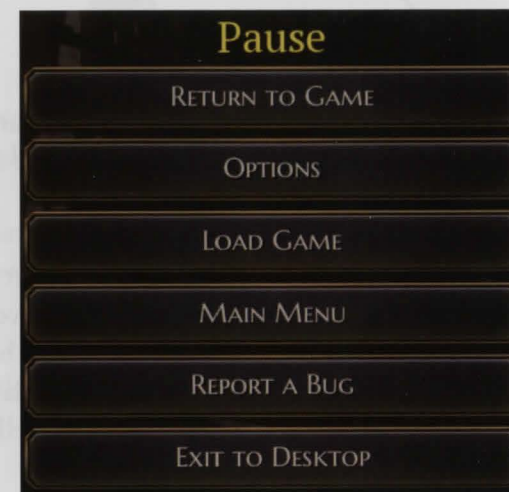 Pause
Return to Game
Options
Load Game
Main Menu
Report a Bug
Exit to Desktop